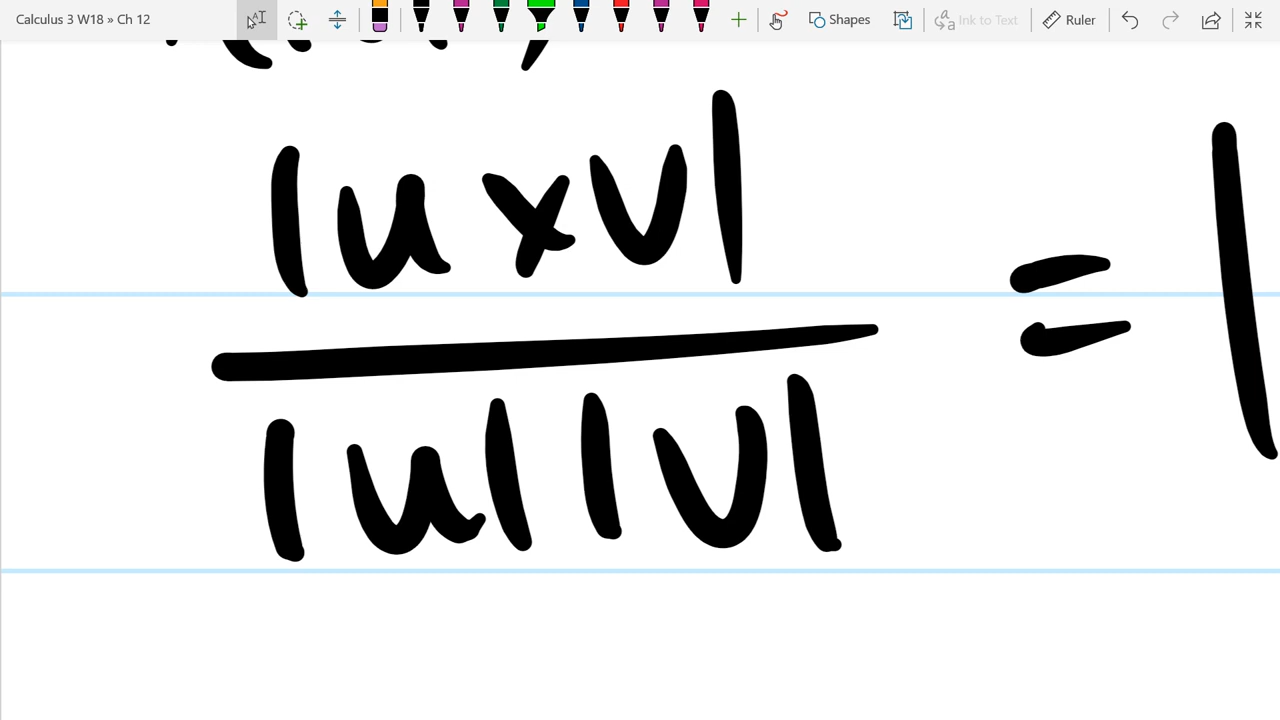 Calculus 3 W18 » Ch 12
Shapes
Ink to Text
Ruler
|u x v|
|u| |v|
= |